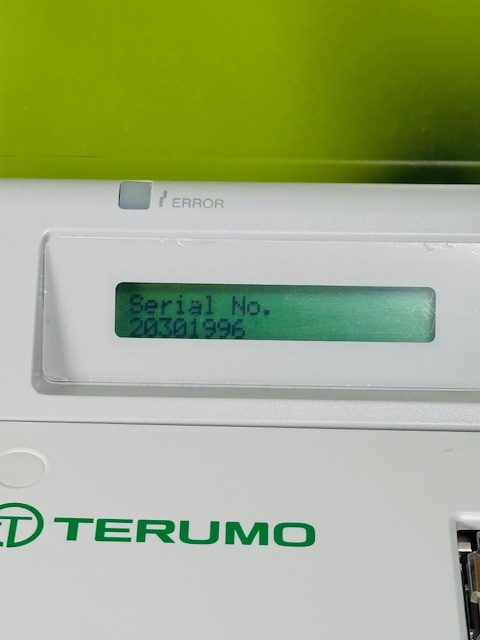 ERROR
Serial No.
20301996
TERUMO